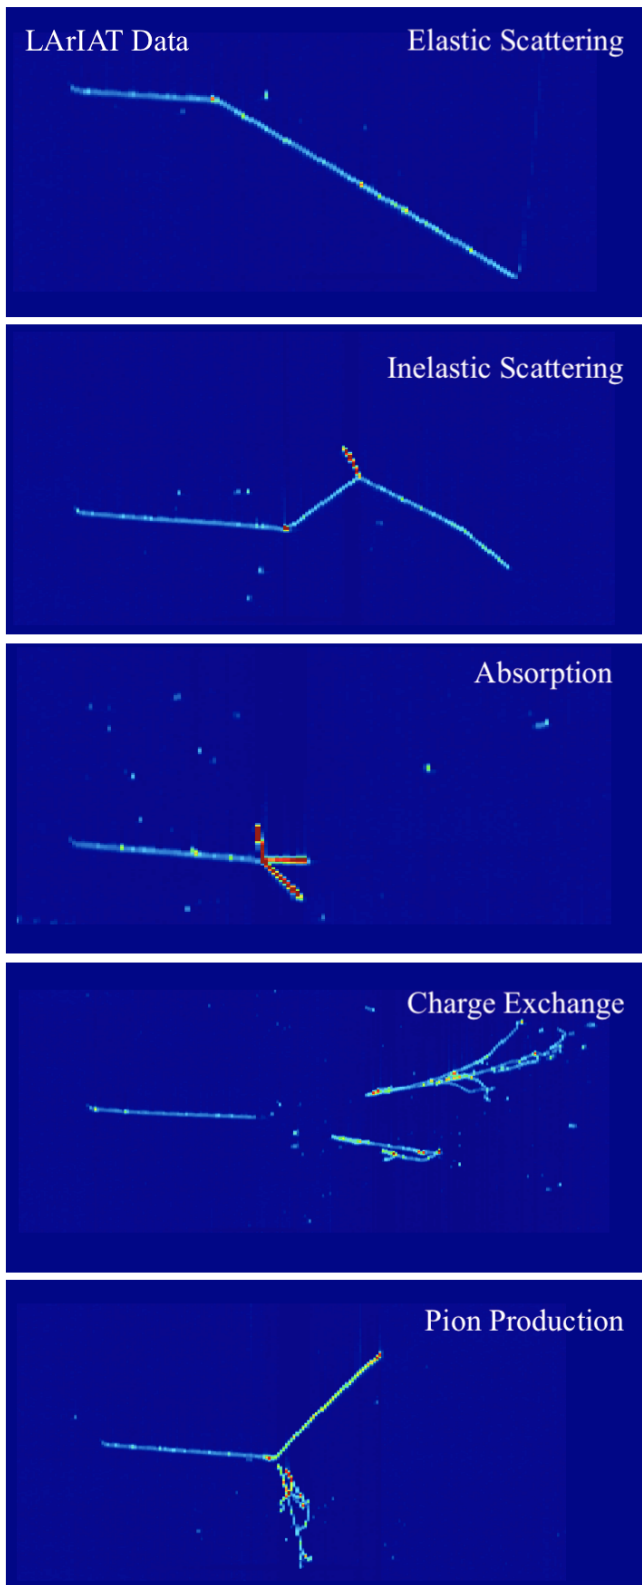 LArIAT Data
Elastic Scattering
Inelastic Scattering
Absorption
Charge Exchange
Pion Production